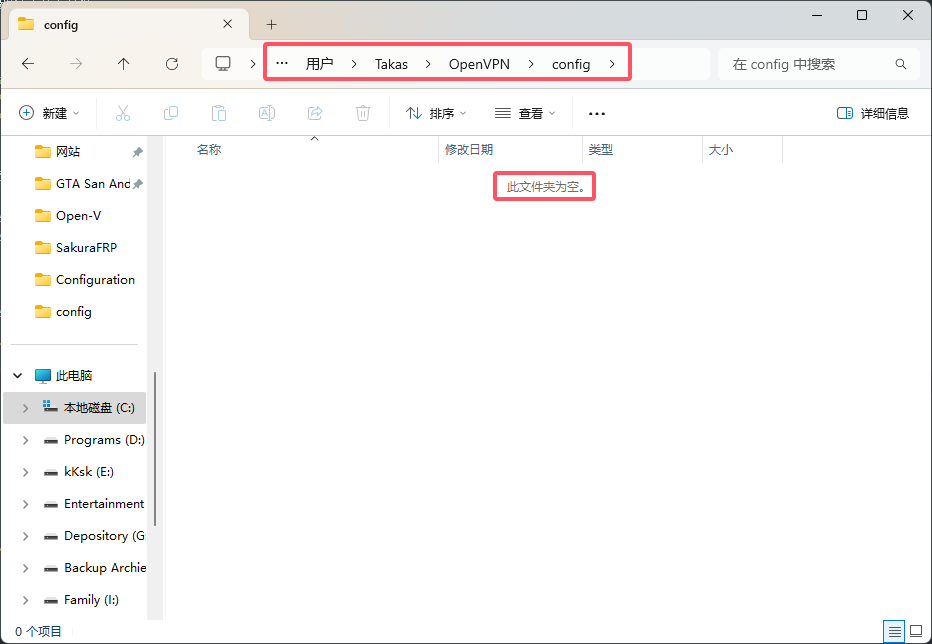 config
用户 Takas OpenVPN config
在 config 中搜索
新建 排序 查看 ... 详细信息
名称 修改日期 类型 大小
此文件夹为空。
网站
GTA San And
Open-V
SakuraFRP
Configuration
config
此电脑
本地磁盘 (C:)
Programs (D:)
kKsk (E:)
Entertainment
Depository (G
Backup Archie
Family (I:)
0 个项目